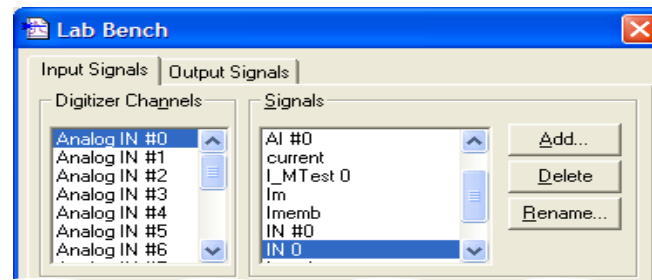 Lab Bench
Input Signals
Output Signals
Digitizer Channels
Analog IN #0
Analog IN #1
Analog IN #2
Analog IN #3
Analog IN #4
Analog IN #5
Analog IN #6
Signals
AI #0
current
I_MTest 0
Im
Imemb
IN #0
IN 0
Add...
Delete
Rename...